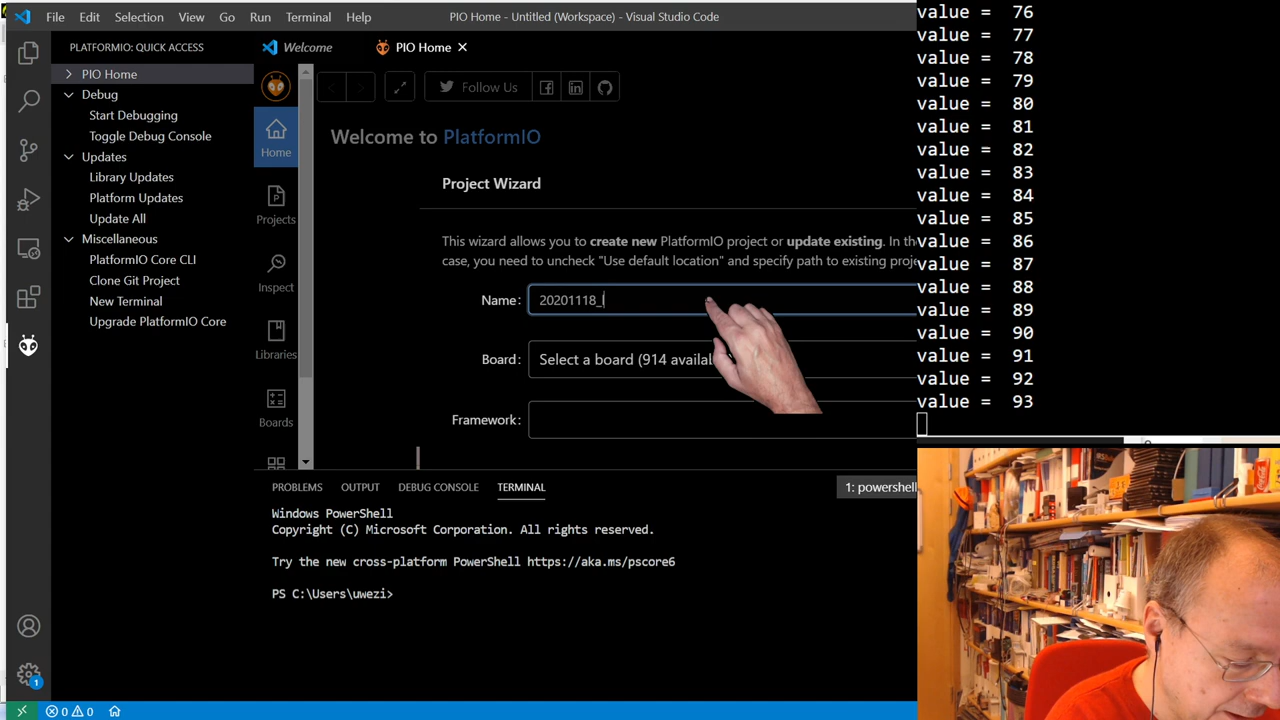 File Edit Selection View Go Run Terminal Help
PIO Home - Untitled (Workspace) - Visual Studio Code
PLATFORMIO: QUICK ACCESS
PIO Home
Debug
Start Debugging
Toggle Debug Console
Updates
Library Updates
Platform Updates
Update All
Miscellaneous
PlatformIO Core CLI
Clone Git Project
New Terminal
Upgrade PlatformIO Core
1
Welcome
PIO Home
Home
Projects
Inspect
Libraries
Boards
Follow Us
Welcome to PlatformIO
Project Wizard
This wizard allows you to create new PlatformIO project or update existing. In the
case, you need to uncheck "Use default location" and specify path to existing
Name: 20201118_
Board: Select a board (914
Framework:
PROBLEMS OUTPUT DEBUG CONSOLE TERMINAL
1: powershell
Windows PowerShell
Copyright (C) Microsoft Corporation. All rights reserved.
Try the new cross-platform PowerShell https://aka.ms/pscore6
PS C:\Users\uwezi>
0 0
value = 76
value = 77
value = 78
value = 79
value = 80
value = 81
value = 82
value = 83
value = 84
value = 85
value = 86
value = 87
value = 88
value = 89
value = 90
value = 91
value = 92
value = 93